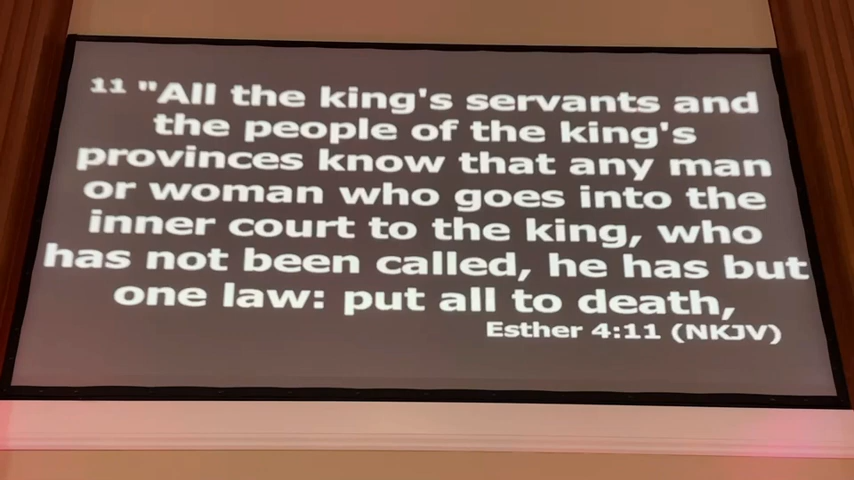 11 "All the king's servants and
the people of the king's
provinces know that any man
or woman who goes into the
inner court to the king, who
has not been called, he has but
one law: put all to death,
Esther 4:11 (NKJV)